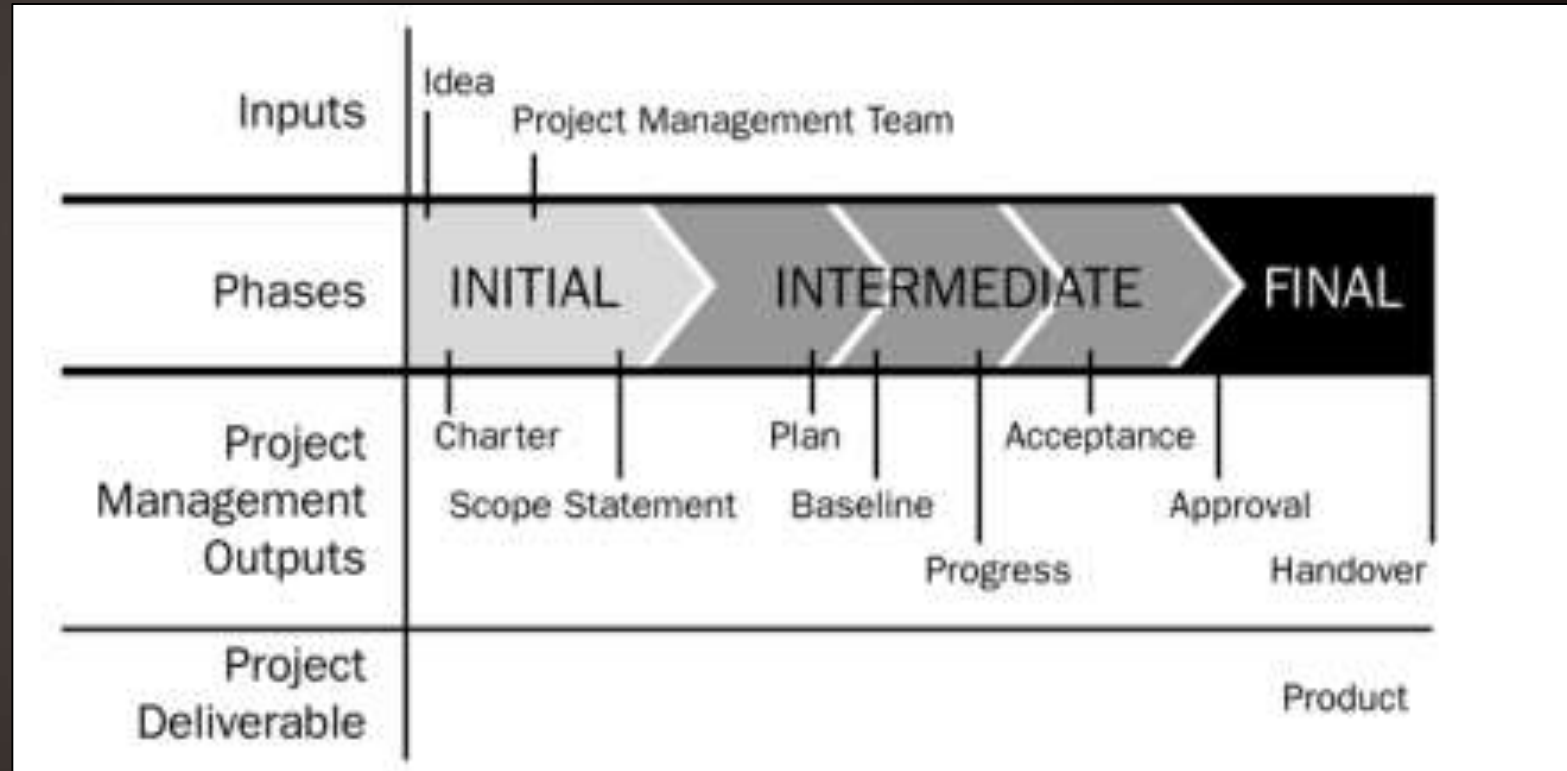 Inputs
Idea
Project Management Team
Phases
INITIAL
INTERMEDIATE
FINAL
Project
Management
Outputs
Charter
Plan
Acceptance
Scope Statement
Baseline
Approval
Progress
Handover
Project
Deliverable
Product